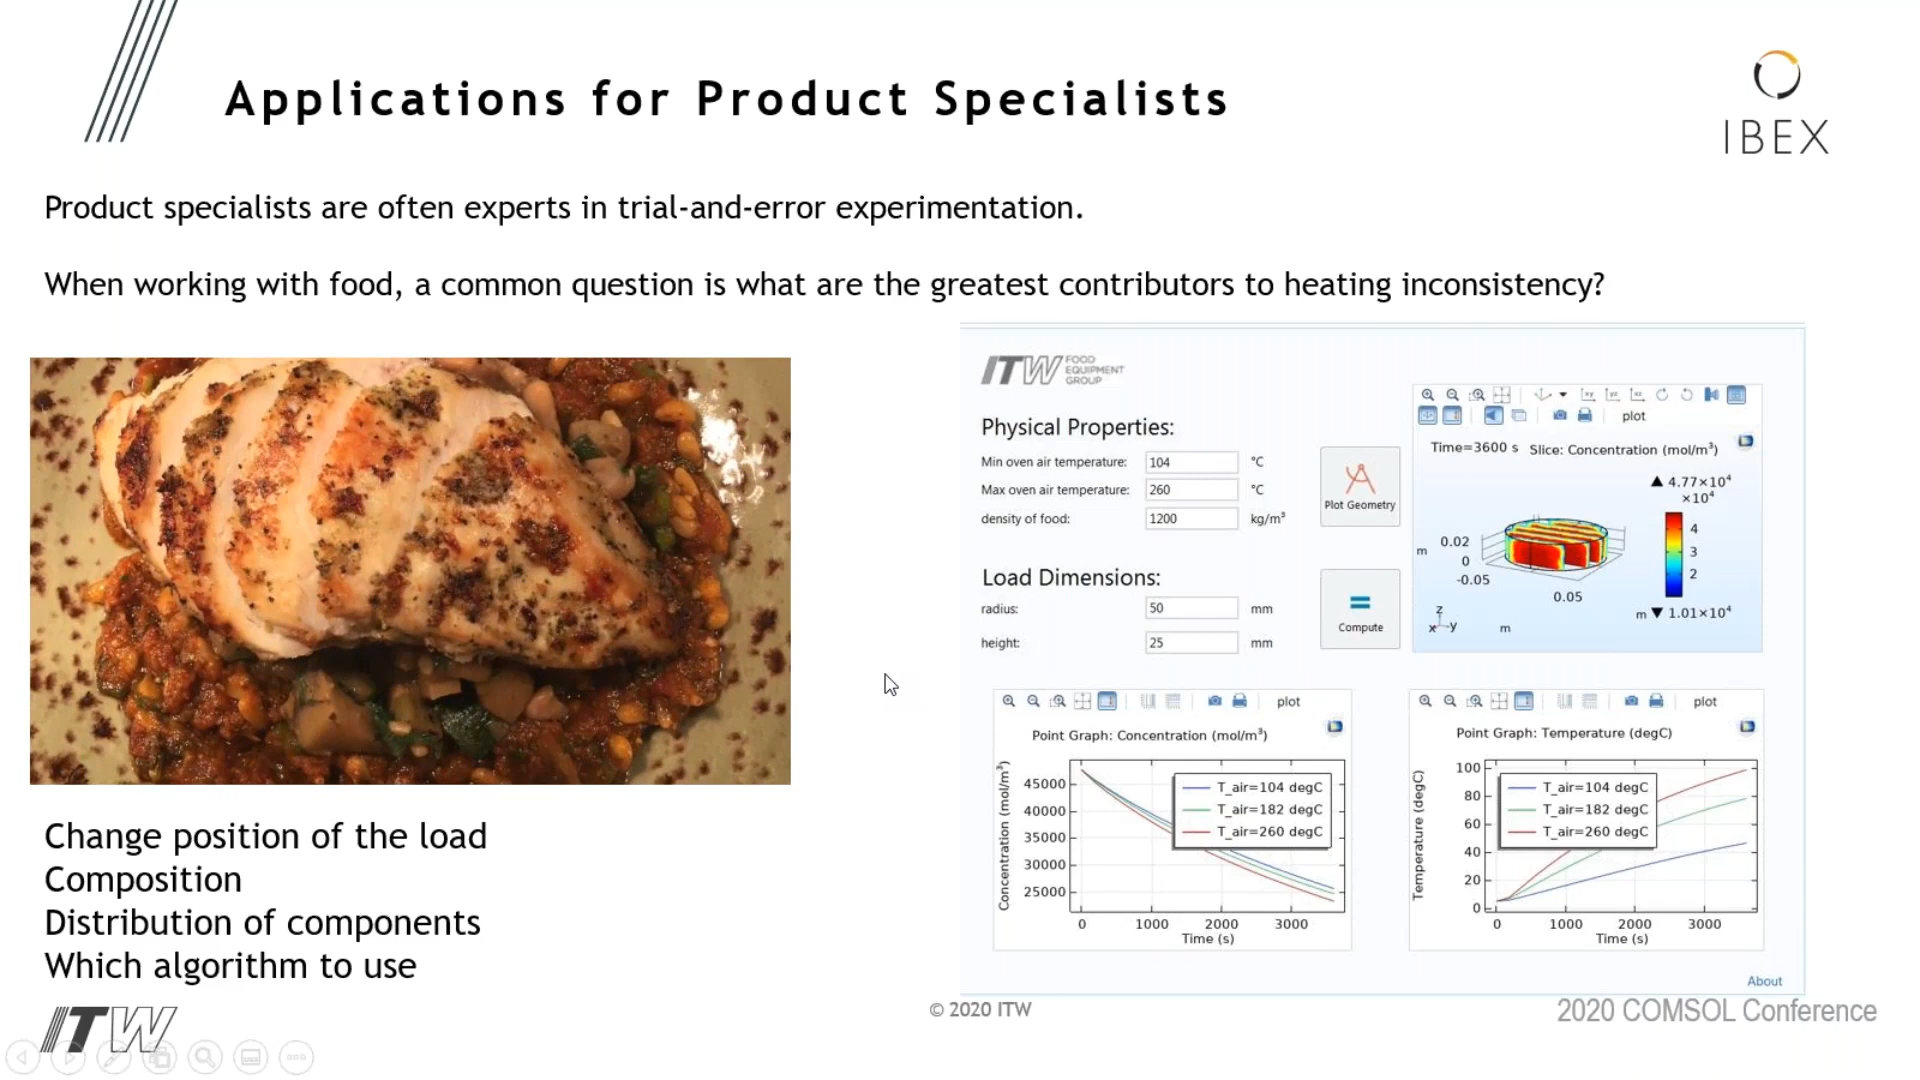 Applications for Product Specialists
IBEX
Product specialists are often experts in trial-and-error experimentation.
When working with food, a common question is what are the greatest contributors to heating inconsistency?
ITW FOOD EQUIPMENT GROUP
Physical Properties:
Min oven air temperature: 104 °C
Max oven air temperature: 260 °C
density of food: 1200 kg/m³
Plot Geometry
Load Dimensions:
radius: 50 mm
height: 25 mm
Compute
xy yz xz
plot
Time=3600 s Slice: Concentration (mol/m³)
▲ 4.77×10⁴
×10⁴
4
3
2
m ▼ 1.01×10⁴
m
0.02
0
-0.05
0.05
m
z
x y
plot
Point Graph: Concentration (mol/m³)
Concentration (mol/m³)
45000
40000
35000
30000
25000
T_air=104 degC
T_air=182 degC
T_air=260 degC
0 1000 2000 3000
Time (s)
plot
Point Graph: Temperature (degC)
Temperature (degC)
100
80
60
40
20
0
T_air=104 degC
T_air=182 degC
T_air=260 degC
0 1000 2000 3000
Time (s)
About
Change position of the load
Composition
Distribution of components
Which algorithm to use
ITW
© 2020 ITW
2020 COMSOL Conference